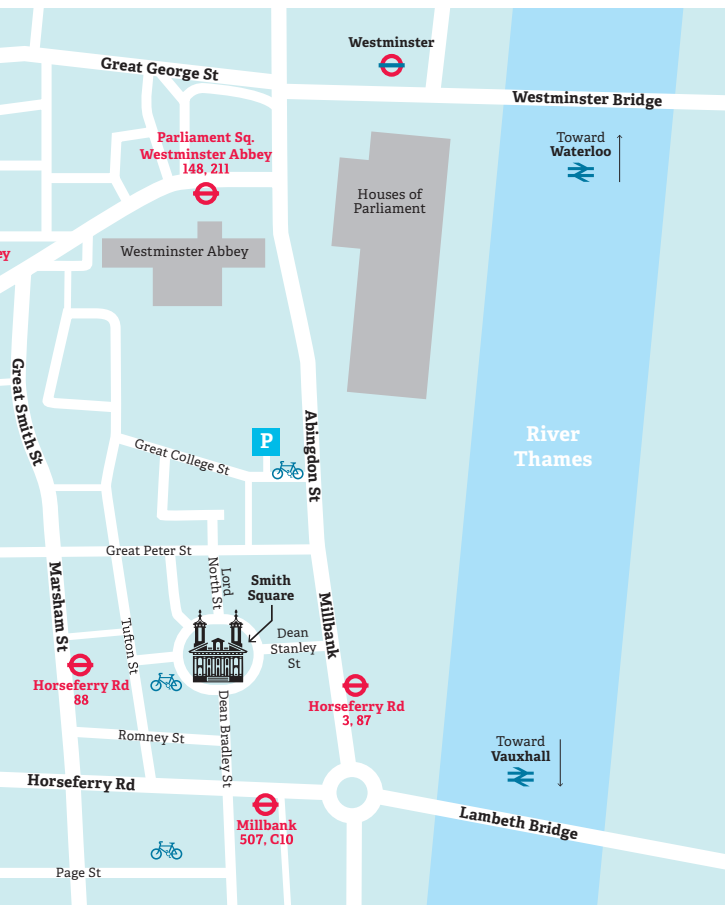 Westminster
Great George St
Westminster Bridge
Parliament Sq.
Westminster Abbey
148, 211
Toward
Waterloo
Houses of
Parliament
Westminster Abbey
ey
Great Smith St
Abingdon St
P
Great College St
River
Thames
Great Peter St
Lord
North St
Smith
Square
Marsham St
Tufton St
Millbank
Dean
Stanley
St
Horseferry Rd
88
Horseferry Rd
3, 87
Dean Bradley St
Romney St
Toward
Vauxhall
Horseferry Rd
Millbank
507, C10
Lambeth Bridge
Page St